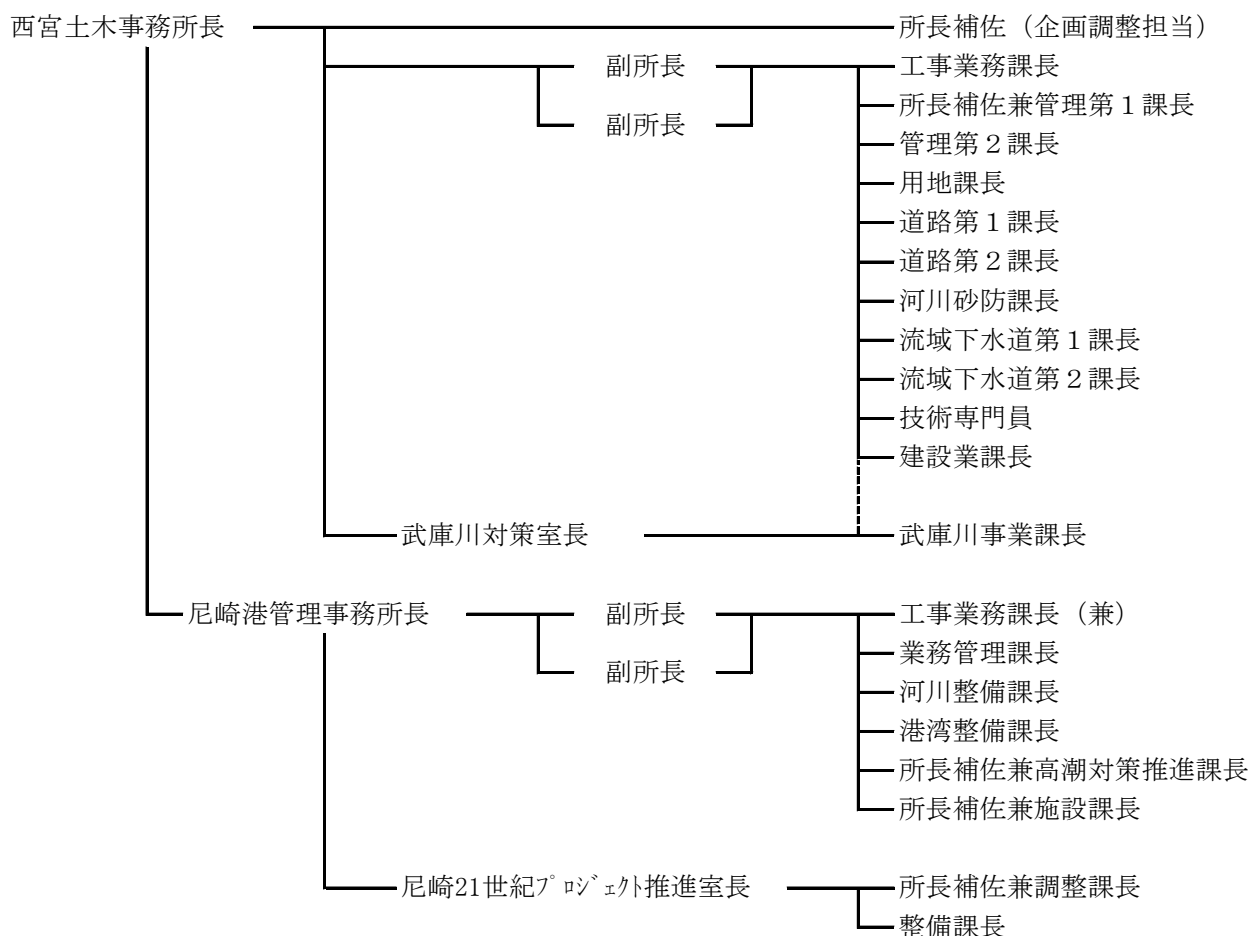 西宮土木事務所長
所長補佐（企画調整担当）
副所長
工事業務課長
所長補佐兼管理第１課長
副所長
管理第２課長
用地課長
道路第１課長
道路第２課長
河川砂防課長
流域下水道第１課長
流域下水道第２課長
技術専門員
建設業課長
武庫川対策室長
武庫川事業課長
尼崎港管理事務所長
副所長
工事業務課長（兼）
業務管理課長
副所長
河川整備課長
港湾整備課長
所長補佐兼高潮対策推進課長
所長補佐兼施設課長
尼崎21世紀ﾌﾟﾛｼﾞｪｸﾄ推進室長
所長補佐兼調整課長
整備課長